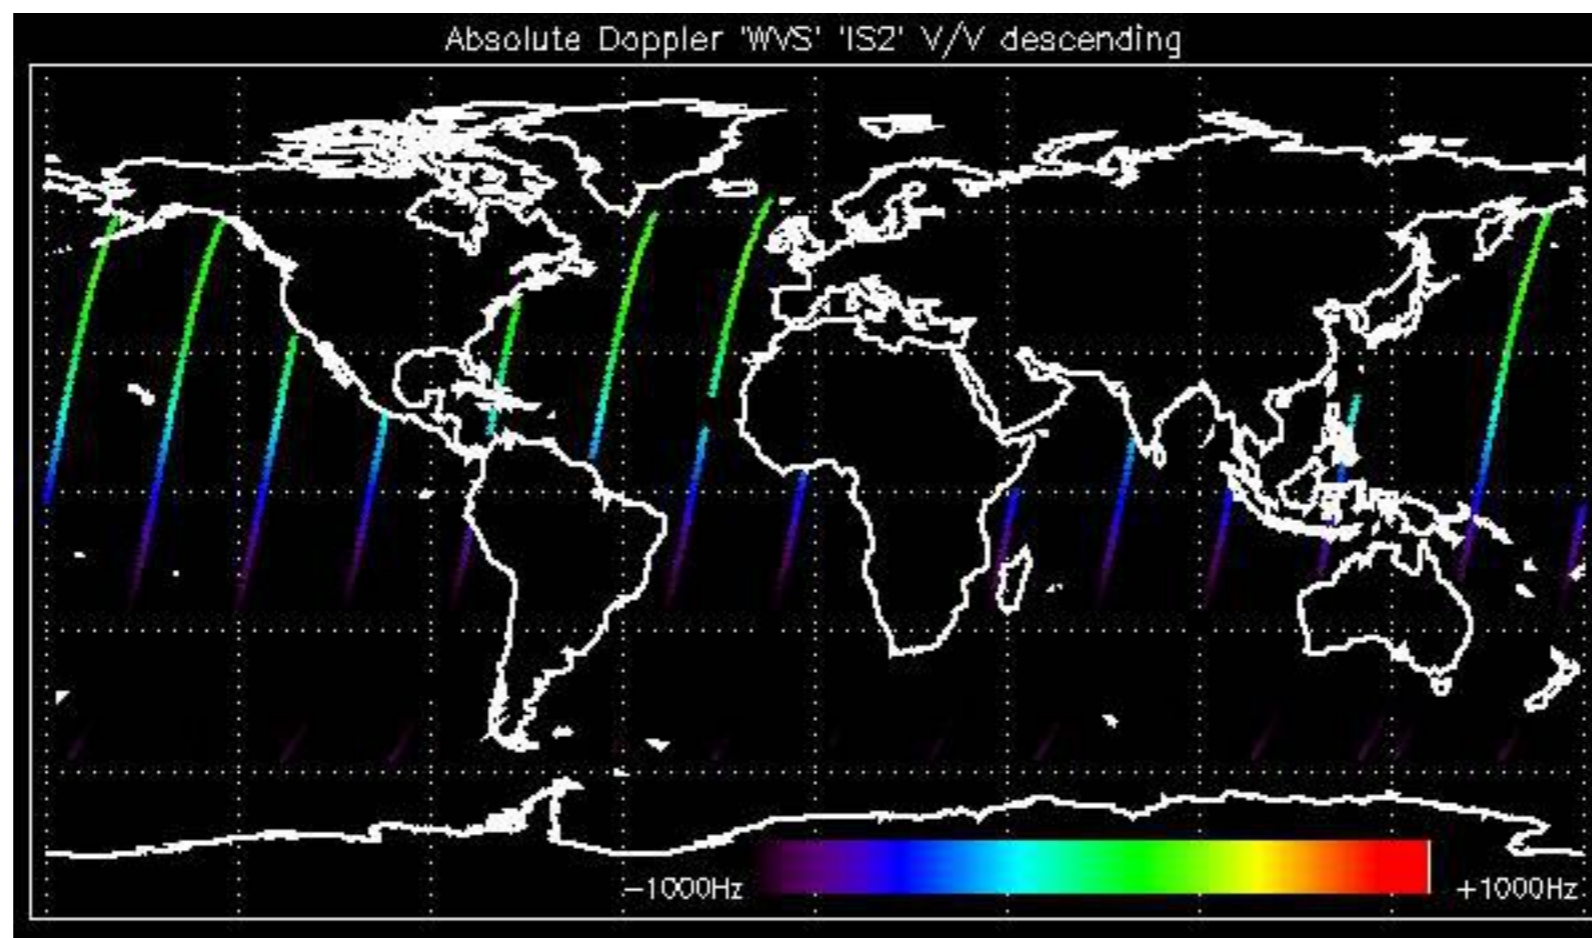 Absolute Doppler 'WVS' 'IS2' V/V descending
−1000Hz +1000Hz